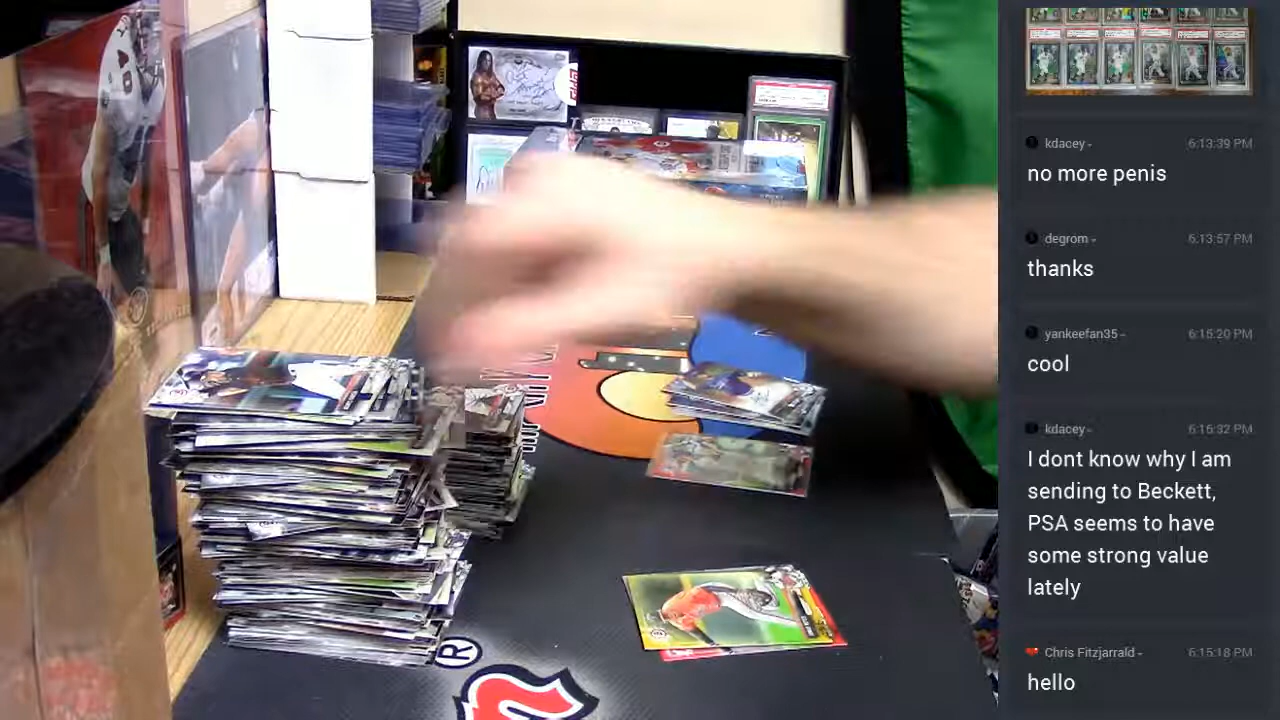 kdacey
6:13:39 PM
no more penis
degrom
6:13:57 PM
thanks
yankeefan35
6:15:20 PM
cool
kdacey
6:16:32 PM
I dont know why I am
sending to Beckett,
PSA seems to have
some strong value
lately
Chris Fitzjarrald
6:15:18 PM
hello
®